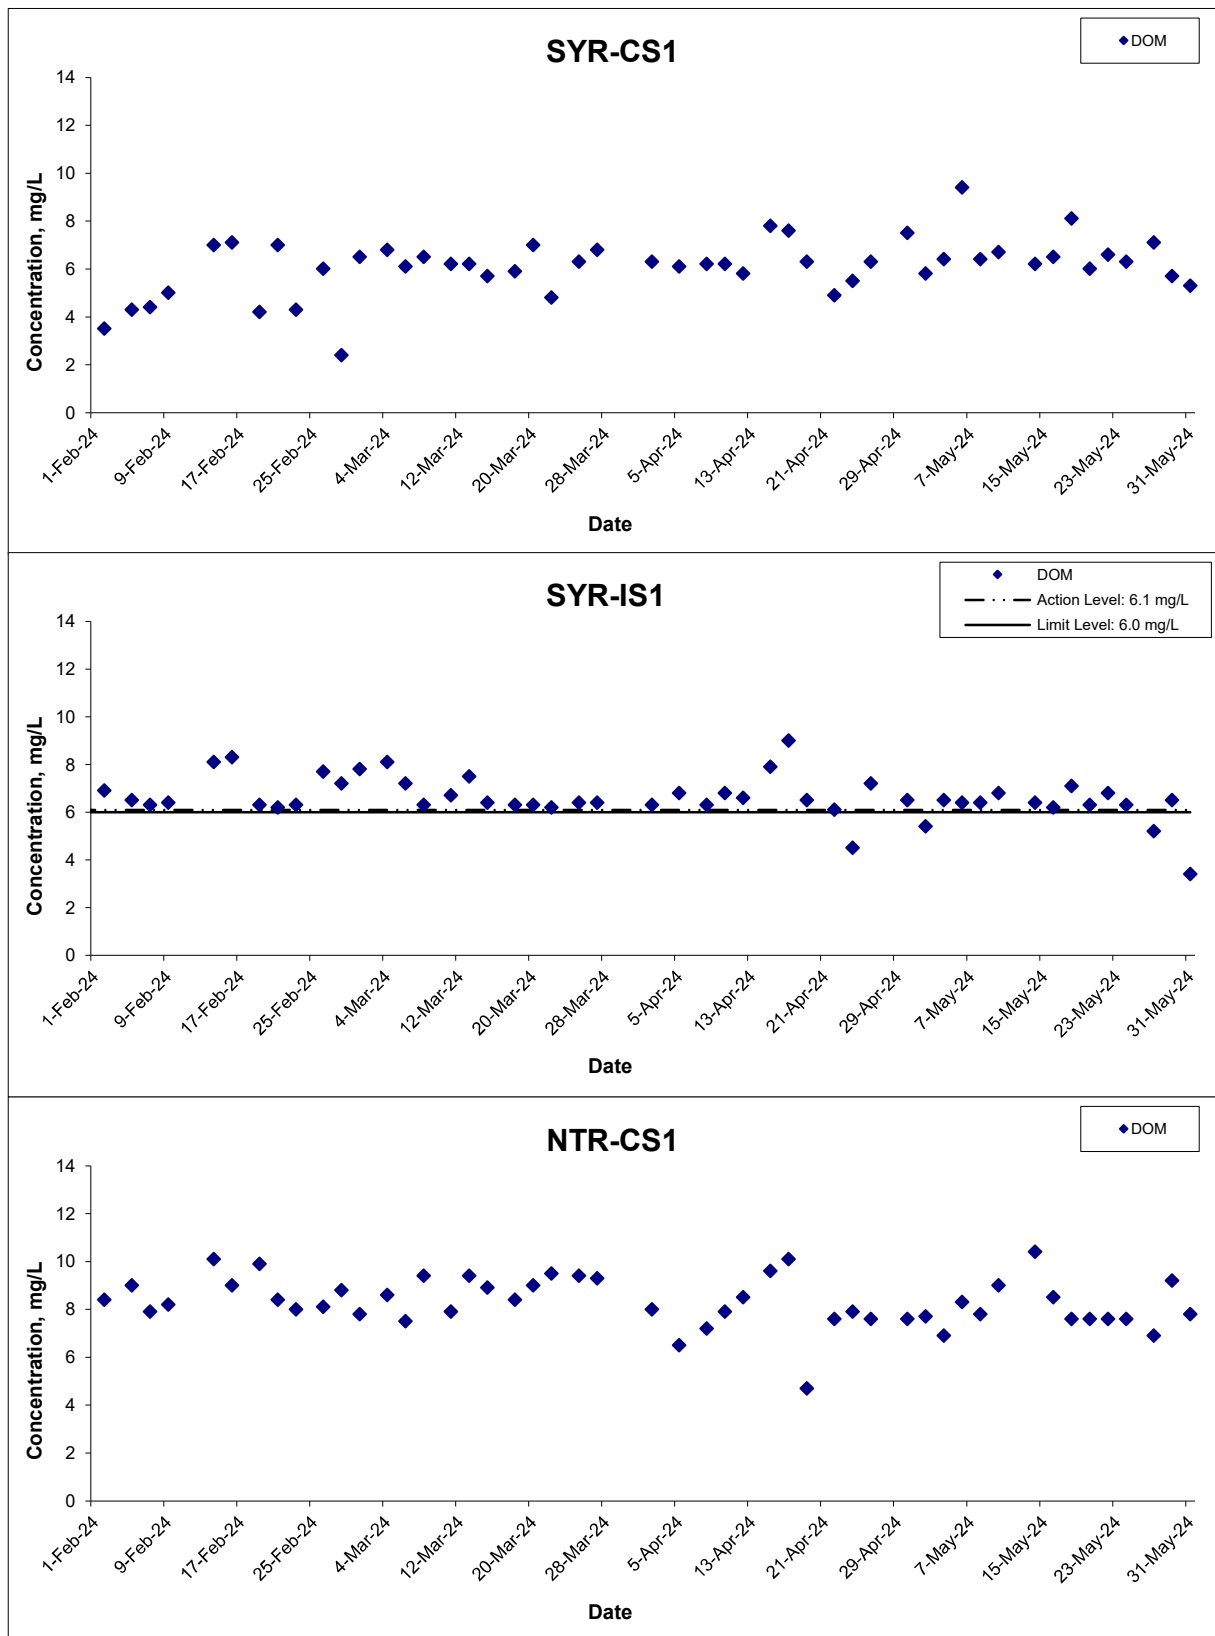 SYR-CS1
DOM
14
12
10
8
6
4
2
0
Concentration, mg/L
1-Feb-24
9-Feb-24
17-Feb-24
25-Feb-24
4-Mar-24
12-Mar-24
20-Mar-24
28-Mar-24
5-Apr-24
13-Apr-24
21-Apr-24
29-Apr-24
7-May-24
15-May-24
23-May-24
31-May-24
Date
SYR-IS1
DOM
Action Level: 6.1 mg/L
Limit Level: 6.0 mg/L
14
12
10
8
6
4
2
0
Concentration, mg/L
1-Feb-24
9-Feb-24
17-Feb-24
25-Feb-24
4-Mar-24
12-Mar-24
20-Mar-24
28-Mar-24
5-Apr-24
13-Apr-24
21-Apr-24
29-Apr-24
7-May-24
15-May-24
23-May-24
31-May-24
Date
NTR-CS1
DOM
14
12
10
8
6
4
2
0
Concentration, mg/L
1-Feb-24
9-Feb-24
17-Feb-24
25-Feb-24
4-Mar-24
12-Mar-24
20-Mar-24
28-Mar-24
5-Apr-24
13-Apr-24
21-Apr-24
29-Apr-24
7-May-24
15-May-24
23-May-24
31-May-24
Date